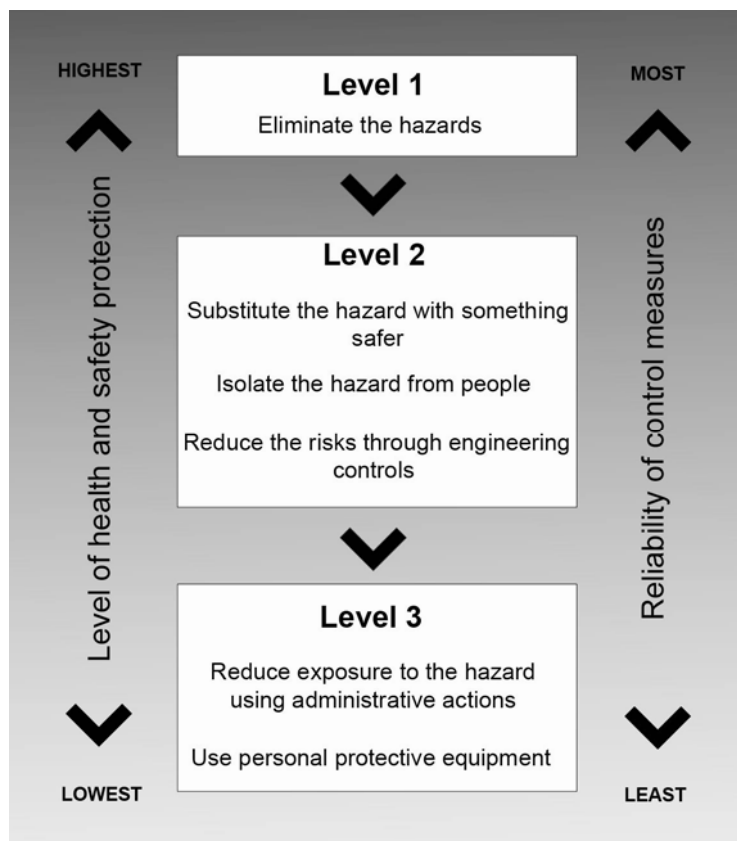 HIGHEST
Level 1
MOST
Eliminate the hazards
Level of health and safety protection
Reliability of control measures
Level 2
Substitute the hazard with something
safer
Isolate the hazard from people
Reduce the risks through engineering
controls
Level 3
Reduce exposure to the hazard
using administrative actions
Use personal protective equipment
LOWEST
LEAST